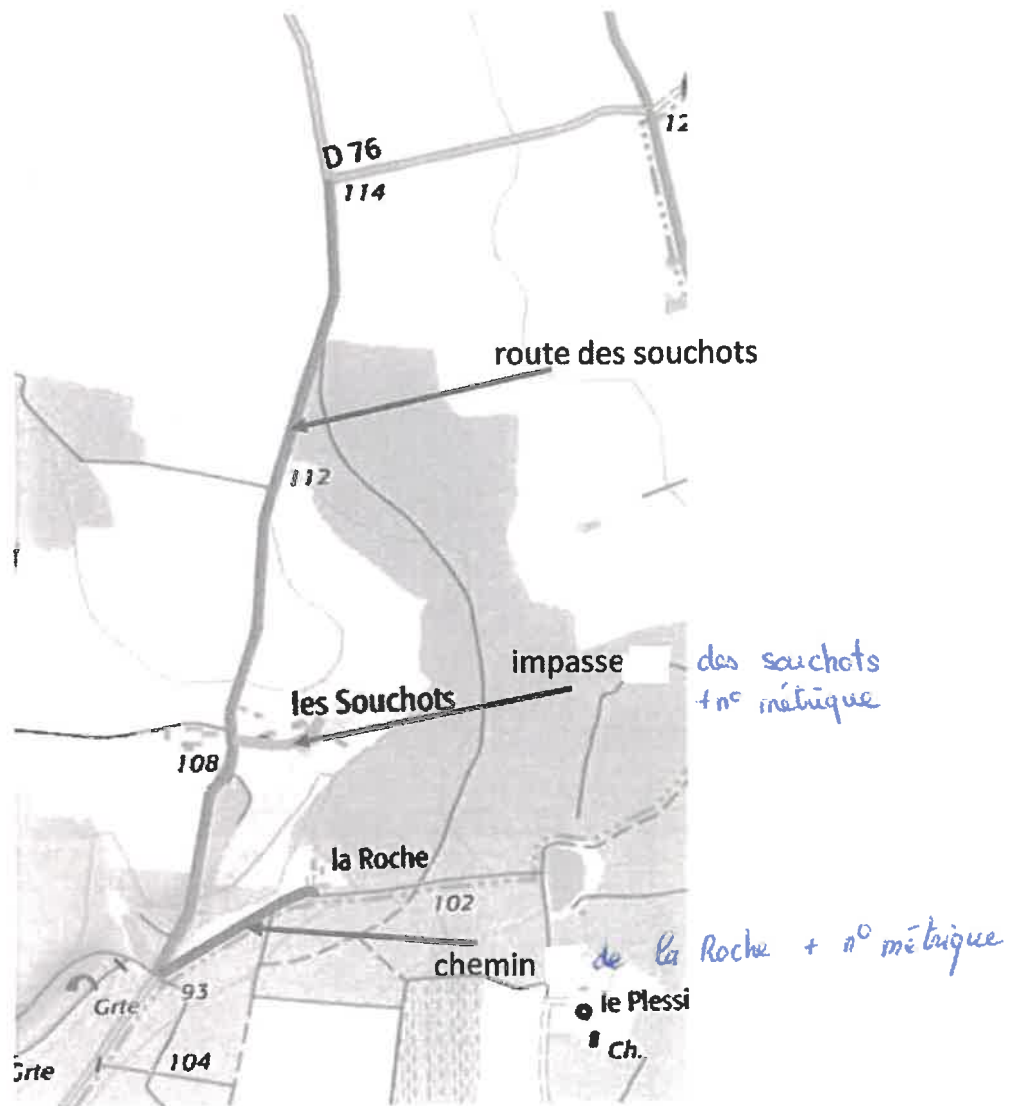 D 76
12
114
route des souchots
112
impasse des souchots
+n° métrique
les Souchots
108
la Roche
102
chemin de la Roche + n° métrique
Grte
93
le Plessi
Ch.
Grte
104